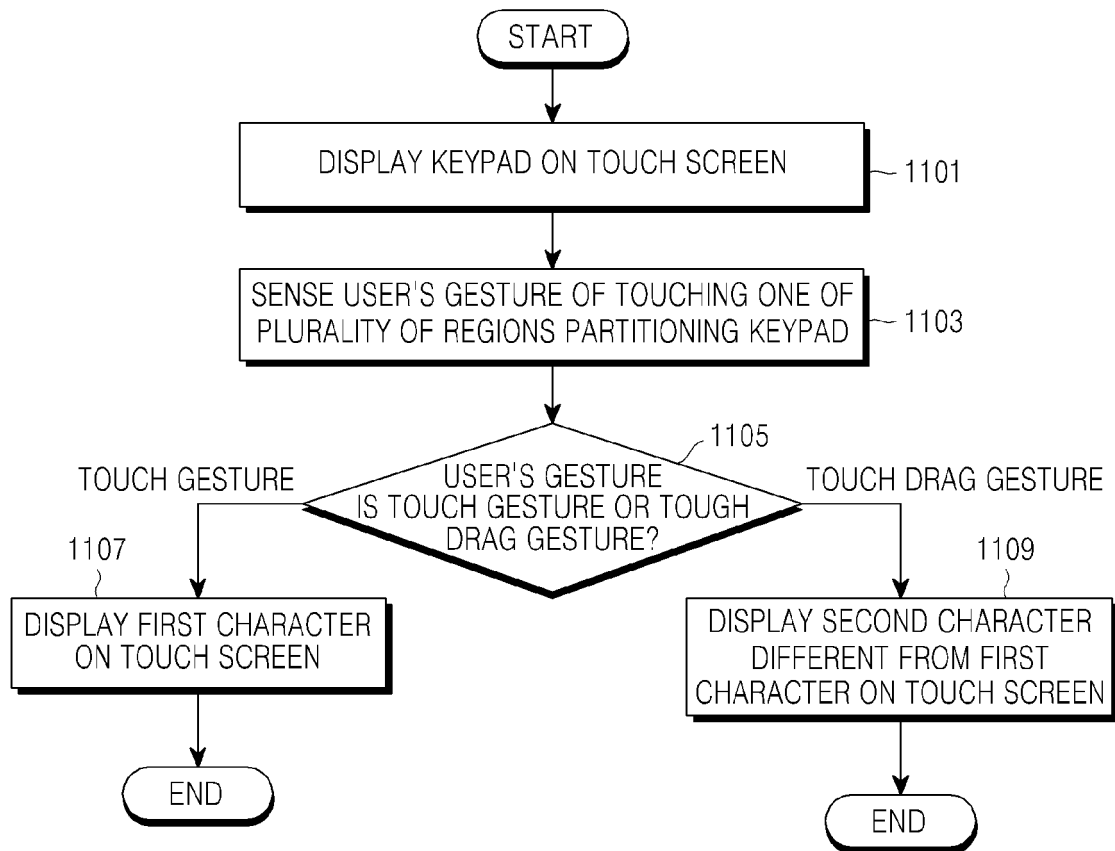 START
DISPLAY KEYPAD ON TOUCH SCREEN
1101
SENSE USER'S GESTURE OF TOUCHING ONE OF
PLURALITY OF REGIONS PARTITIONING KEYPAD
1103
1105
USER'S GESTURE
IS TOUCH GESTURE OR TOUGH
DRAG GESTURE?
TOUCH GESTURE
TOUCH DRAG GESTURE
1107
DISPLAY FIRST CHARACTER
ON TOUCH SCREEN
1109
DISPLAY SECOND CHARACTER
DIFFERENT FROM FIRST
CHARACTER ON TOUCH SCREEN
END
END